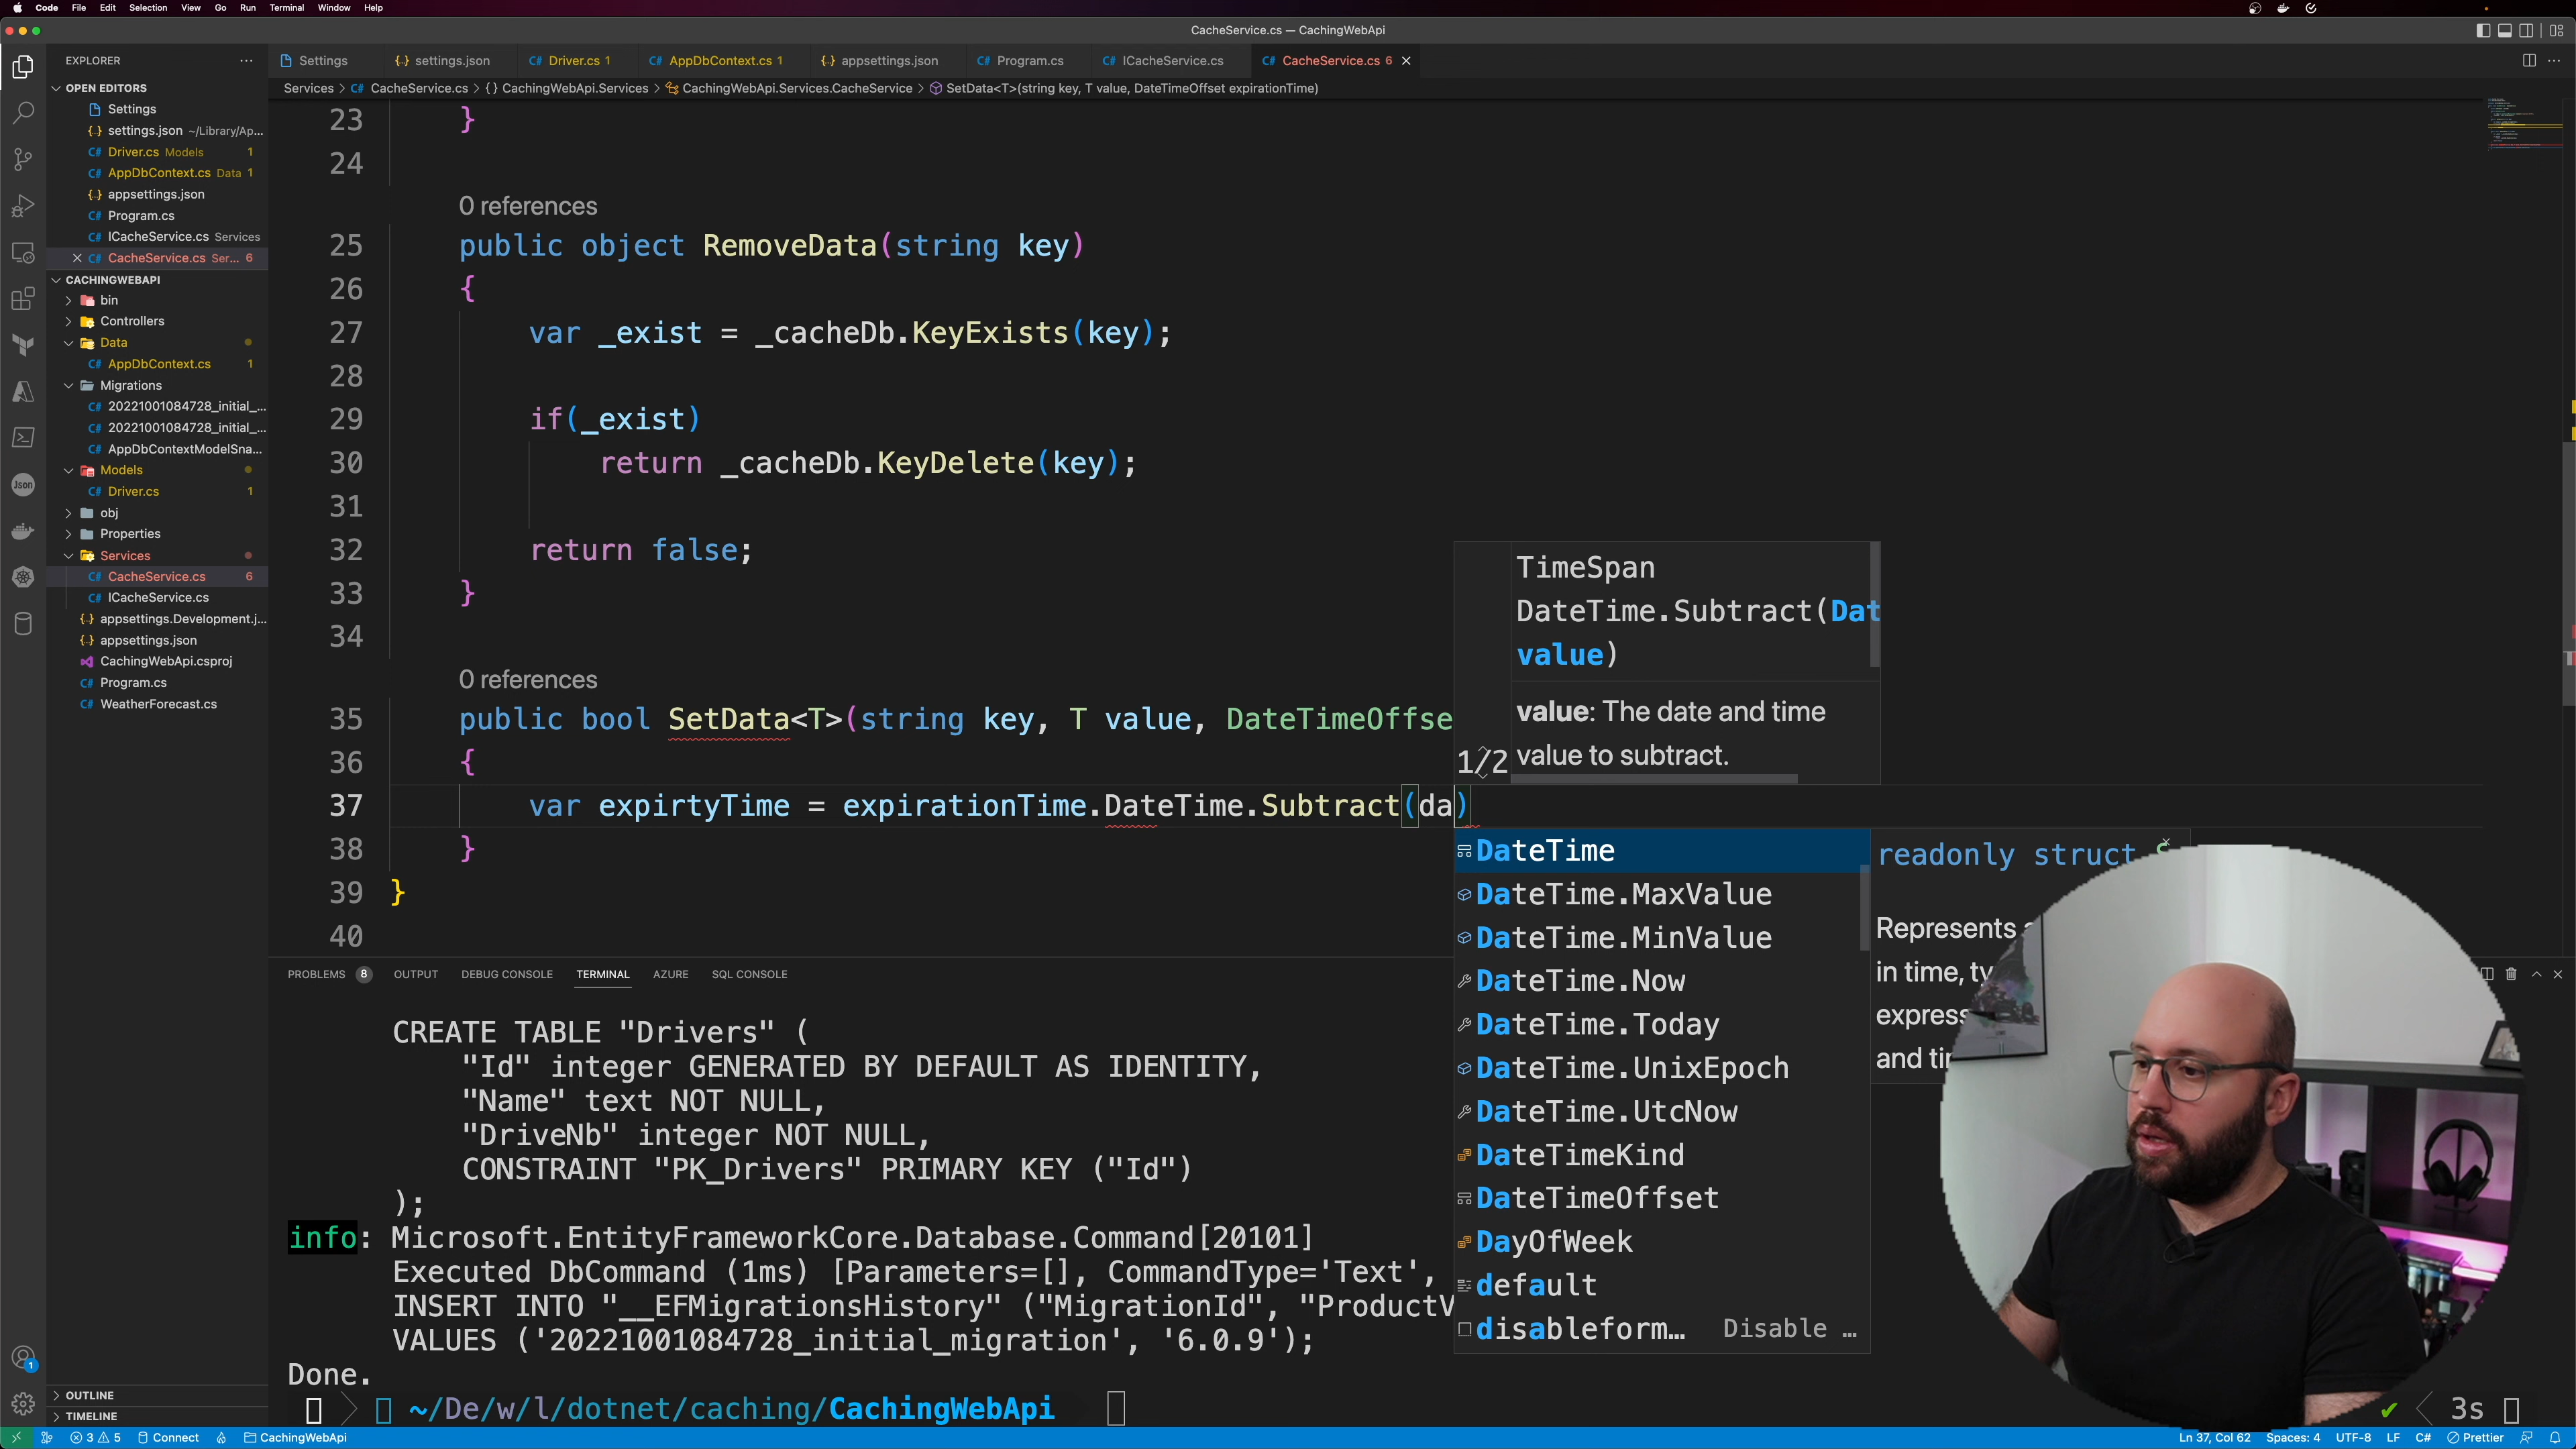 Code File Edit Selection View Go Run Terminal Window Help
CacheService.cs — CachingWebApi
EXPLORER
Settings settings.json Driver.cs 1 AppDbContext.cs 1 appsettings.json Program.cs ICacheService.cs CacheService.cs 6
Services > CacheService.cs > {} CachingWebApi.Services > CachingWebApi.Services.CacheService > SetData<T>(string key, T value, DateTimeOffset expirationTime)
OPEN EDITORS
Settings
settings.json ~/Library/Ap...
Driver.cs Models 1
AppDbContext.cs Data 1
appsettings.json
Program.cs
ICacheService.cs Services
CacheService.cs Ser... 6
CACHINGWEBAPI
bin
Controllers
Data
AppDbContext.cs 1
Migrations
20221001084728_initial_...
20221001084728_initial_...
AppDbContextModelSna...
Models
Driver.cs 1
obj
Properties
Services
CacheService.cs 6
ICacheService.cs
appsettings.Development.j...
appsettings.json
CachingWebApi.csproj
Program.cs
WeatherForecast.cs
OUTLINE
TIMELINE
23 }
24
0 references
25 public object RemoveData(string key)
26 {
27 var _exist = _cacheDb.KeyExists(key);
28
29 if(_exist)
30 return _cacheDb.KeyDelete(key);
31
32 return false;
33 }
34
0 references
35 public bool SetData<T>(string key, T value, DateTimeOffse
36 {
37 var expirtyTime = expirationTime.DateTime.Subtract(da)
38 }
39 }
40
TimeSpan
DateTime.Subtract(Dat
value)
1/2
value: The date and time
value to subtract.
DateTime
DateTime.MaxValue
DateTime.MinValue
DateTime.Now
DateTime.Today
DateTime.UnixEpoch
DateTime.UtcNow
DateTimeKind
DateTimeOffset
DayOfWeek
default
disableform… Disable …
readonly struct
Represents
in time, ty
express
and tim
PROBLEMS 8 OUTPUT DEBUG CONSOLE TERMINAL AZURE SQL CONSOLE
CREATE TABLE "Drivers" (
"Id" integer GENERATED BY DEFAULT AS IDENTITY,
"Name" text NOT NULL,
"DriveNb" integer NOT NULL,
CONSTRAINT "PK_Drivers" PRIMARY KEY ("Id")
);
info: Microsoft.EntityFrameworkCore.Database.Command[20101]
Executed DbCommand (1ms) [Parameters=[], CommandType='Text',
INSERT INTO "__EFMigrationsHistory" ("MigrationId", "ProductV
VALUES ('20221001084728_initial_migration', '6.0.9');
Done.
~/De/w/l/dotnet/caching/CachingWebApi
3s
3 5 Connect CachingWebApi
Ln 37, Col 62 Spaces: 4 UTF-8 LF C# Prettier